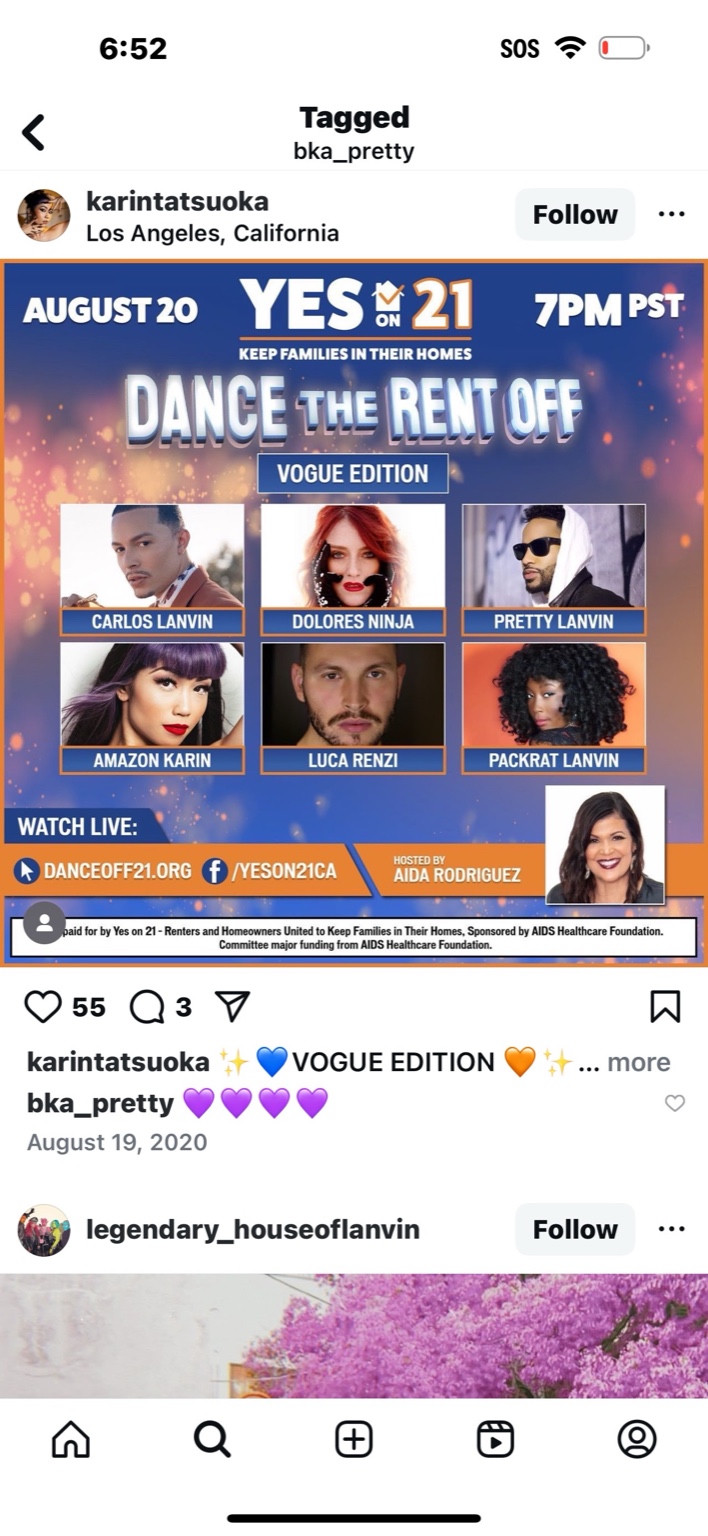 6:52
SOS
Tagged
bka_pretty
karintatsuoka
Los Angeles, California
Follow
AUGUST 20
YES ON 21
7PM PST
KEEP FAMILIES IN THEIR HOMES
DANCE THE RENT OFF
VOGUE EDITION
CARLOS LANVIN
DOLORES NINJA
PRETTY LANVIN
AMAZON KARIN
LUCA RENZI
PACKRAT LANVIN
WATCH LIVE:
DANCEOFF21.ORG
/YESON21CA
HOSTED BY
AIDA RODRIGUEZ
paid for by Yes on 21 - Renters and Homeowners United to Keep Families in Their Homes, Sponsored by AIDS Healthcare Foundation.
Committee major funding from AIDS Healthcare Foundation.
55
3
karintatsuoka ✨💙VOGUE EDITION 🧡✨... more
bka_pretty 💜💜💜💜
August 19, 2020
legendary_houseoflanvin
Follow